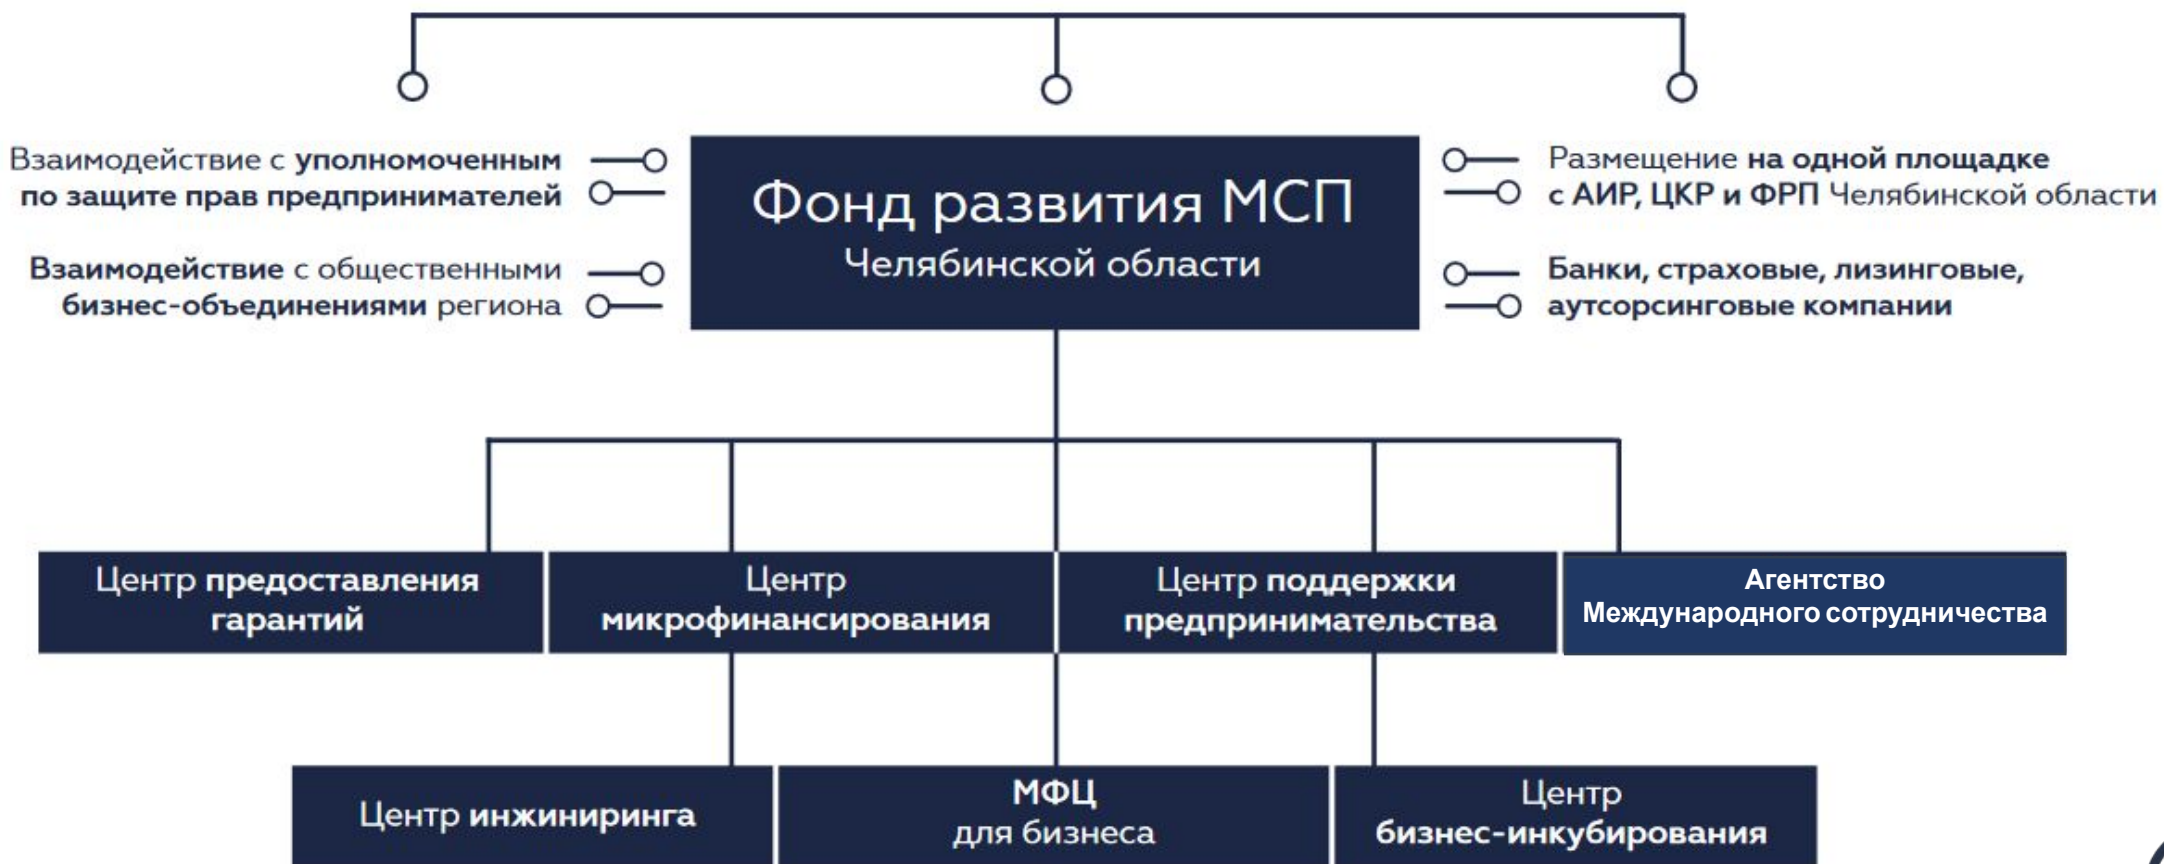 Взаимодействие с уполномоченным
по защите прав предпринимателей
Взаимодействие с общественными
бизнес-объединениями региона
Фонд развития МСП
Челябинской области
Размещение на одной площадке
с АИР, ЦКР и ФРП Челябинской области
Банки, страховые, лизинговые,
аутсорсинговые компании
Центр предоставления
гарантий
Центр
микрофинансирования
Центр поддержки
предпринимательства
Агентство
Международного сотрудничества
Центр инжиниринга
МФЦ
для бизнеса
Центр
бизнес-инкубирования